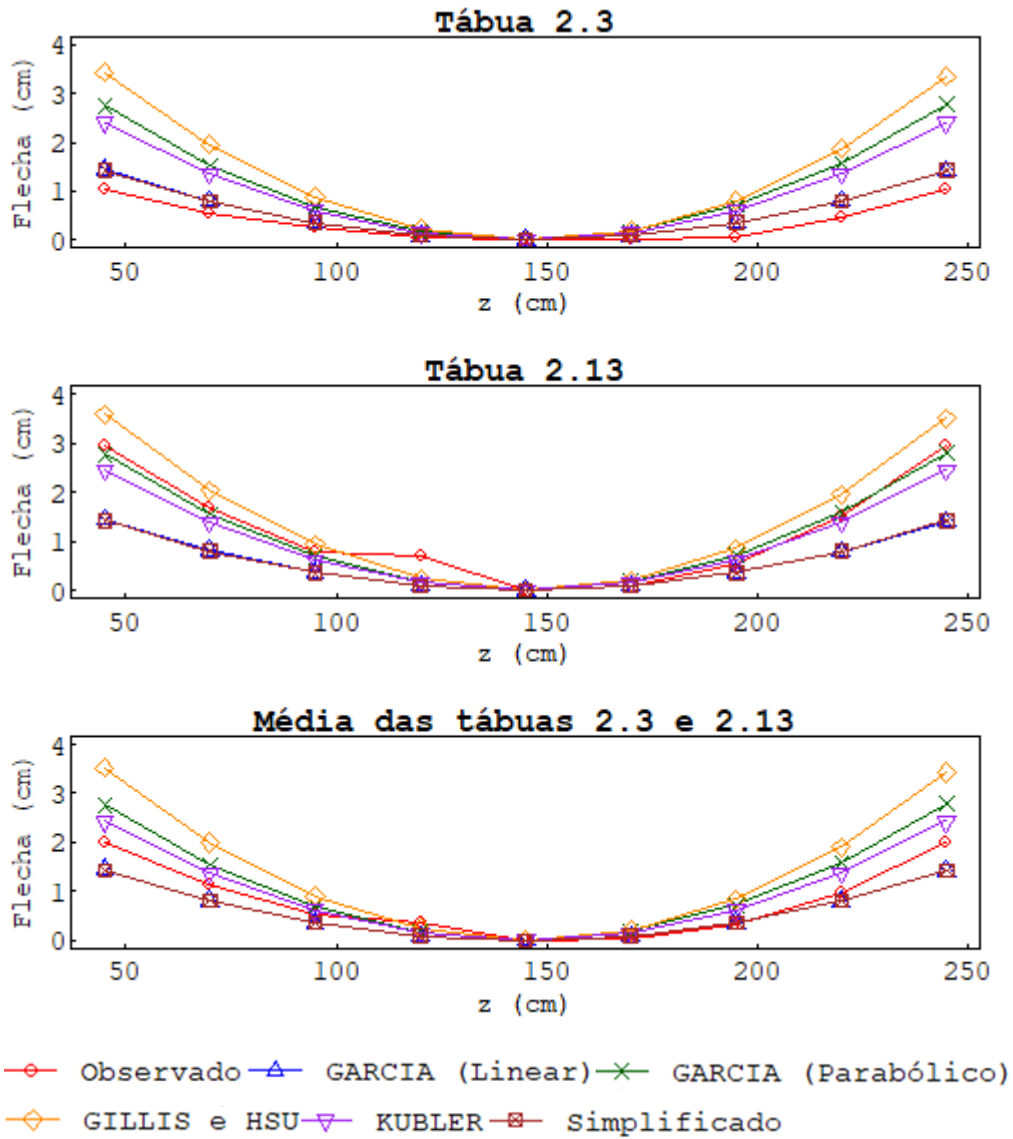 Tábua 2.3
4
3
2
1
0
Flecha (cm)
50 100 150 200 250
z (cm)
Tábua 2.13
4
3
2
1
0
Flecha (cm)
50 100 150 200 250
z (cm)
Média das tábuas 2.3 e 2.13
4
3
2
1
0
Flecha (cm)
50 100 150 200 250
z (cm)
Observado GARCIA (Linear) GARCIA (Parabólico)
GILLIS e HSU KUBLER Simplificado